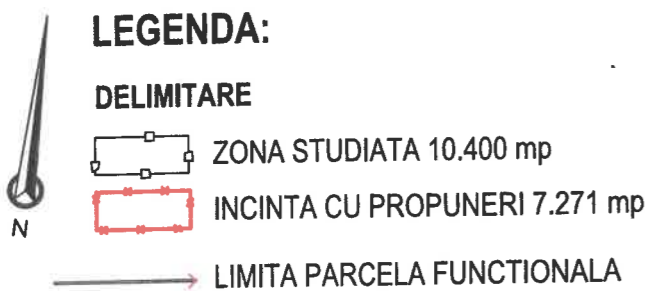 LEGENDA:
DELIMITARE
ZONA STUDIATA 10.400 mp
INCINTA CU PROPUNERI 7.271 mp
N
LIMITA PARCELA FUNCTIONALA